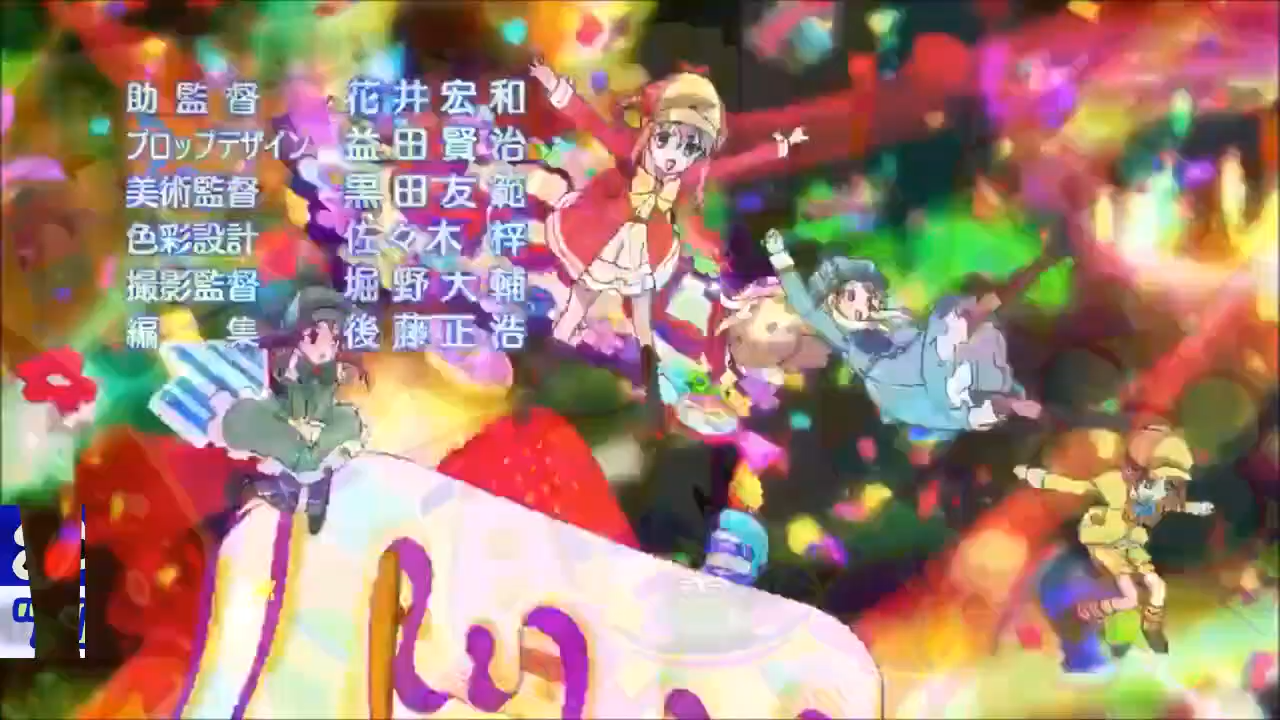 助監督 花井宏和
プロップデザイン 益田賢治
美術監督 黒田友範
色彩設計 佐々木梓
撮影監督 堀野大輔
編集 後藤正浩